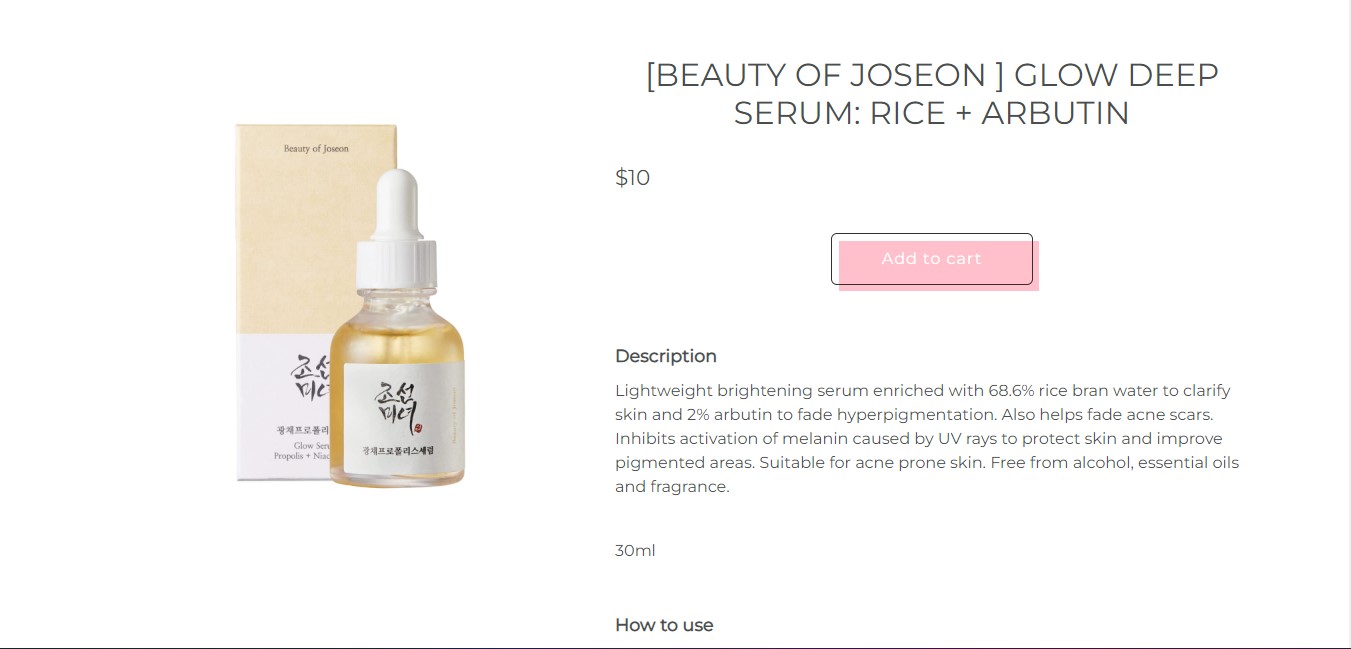 [BEAUTY OF JOSEON ] GLOW DEEP
SERUM: RICE + ARBUTIN
$10
Add to cart
Description
Lightweight brightening serum enriched with 68.6% rice bran water to clarify
skin and 2% arbutin to fade hyperpigmentation. Also helps fade acne scars.
Inhibits activation of melanin caused by UV rays to protect skin and improve
pigmented areas. Suitable for acne prone skin. Free from alcohol, essential oils
and fragrance.
30ml
How to use
Beauty of Joseon
조선
미녀
광채프로폴리
Glow Seru
Propolis + Niac
조선
미녀
광채프로폴리스세럼